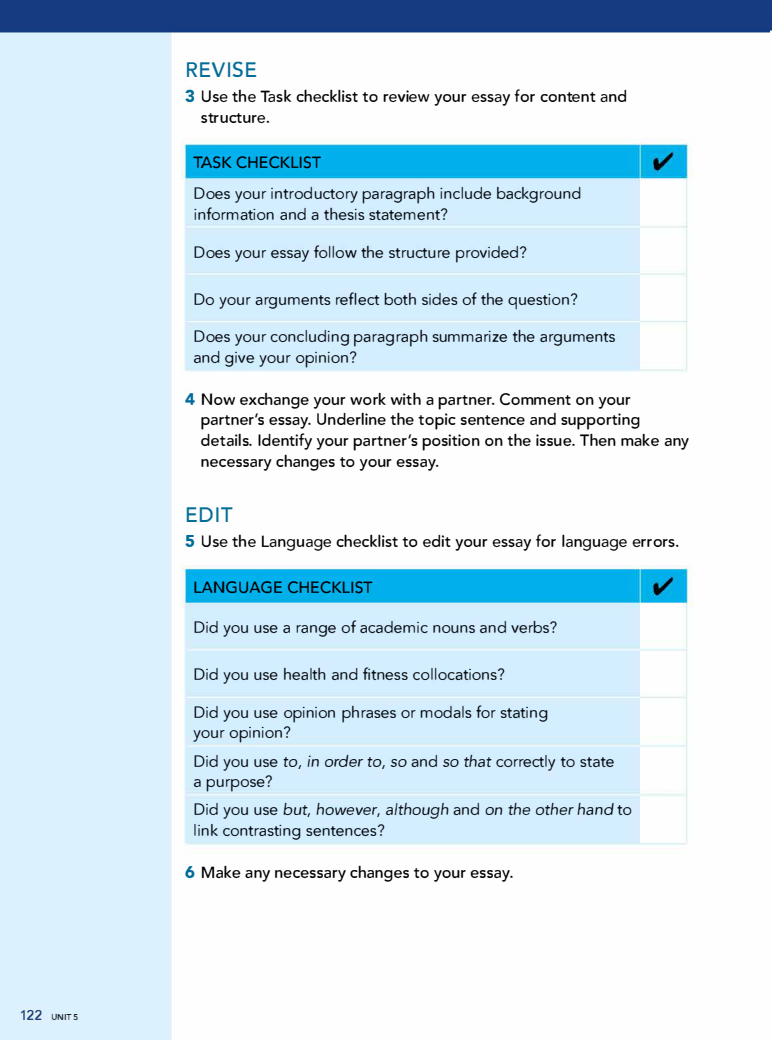 REVISE
3 Use the Task checklist to review your essay for content and
structure.
TASK CHECKLIST ✔
Does your introductory paragraph include background
information and a thesis statement?
Does your essay follow the structure provided?
Do your arguments reflect both sides of the question?
Does your concluding paragraph summarize the arguments
and give your opinion?
4 Now exchange your work with a partner. Comment on your
partner's essay. Underline the topic sentence and supporting
details. Identify your partner's position on the issue. Then make any
necessary changes to your essay.
EDIT
5 Use the Language checklist to edit your essay for language errors.
LANGUAGE CHECKLIST ✔
Did you use a range of academic nouns and verbs?
Did you use health and fitness collocations?
Did you use opinion phrases or modals for stating
your opinion?
Did you use to, in order to, so and so that correctly to state
a purpose?
Did you use but, however, although and on the other hand to
link contrasting sentences?
6 Make any necessary changes to your essay.
122 UNIT 5